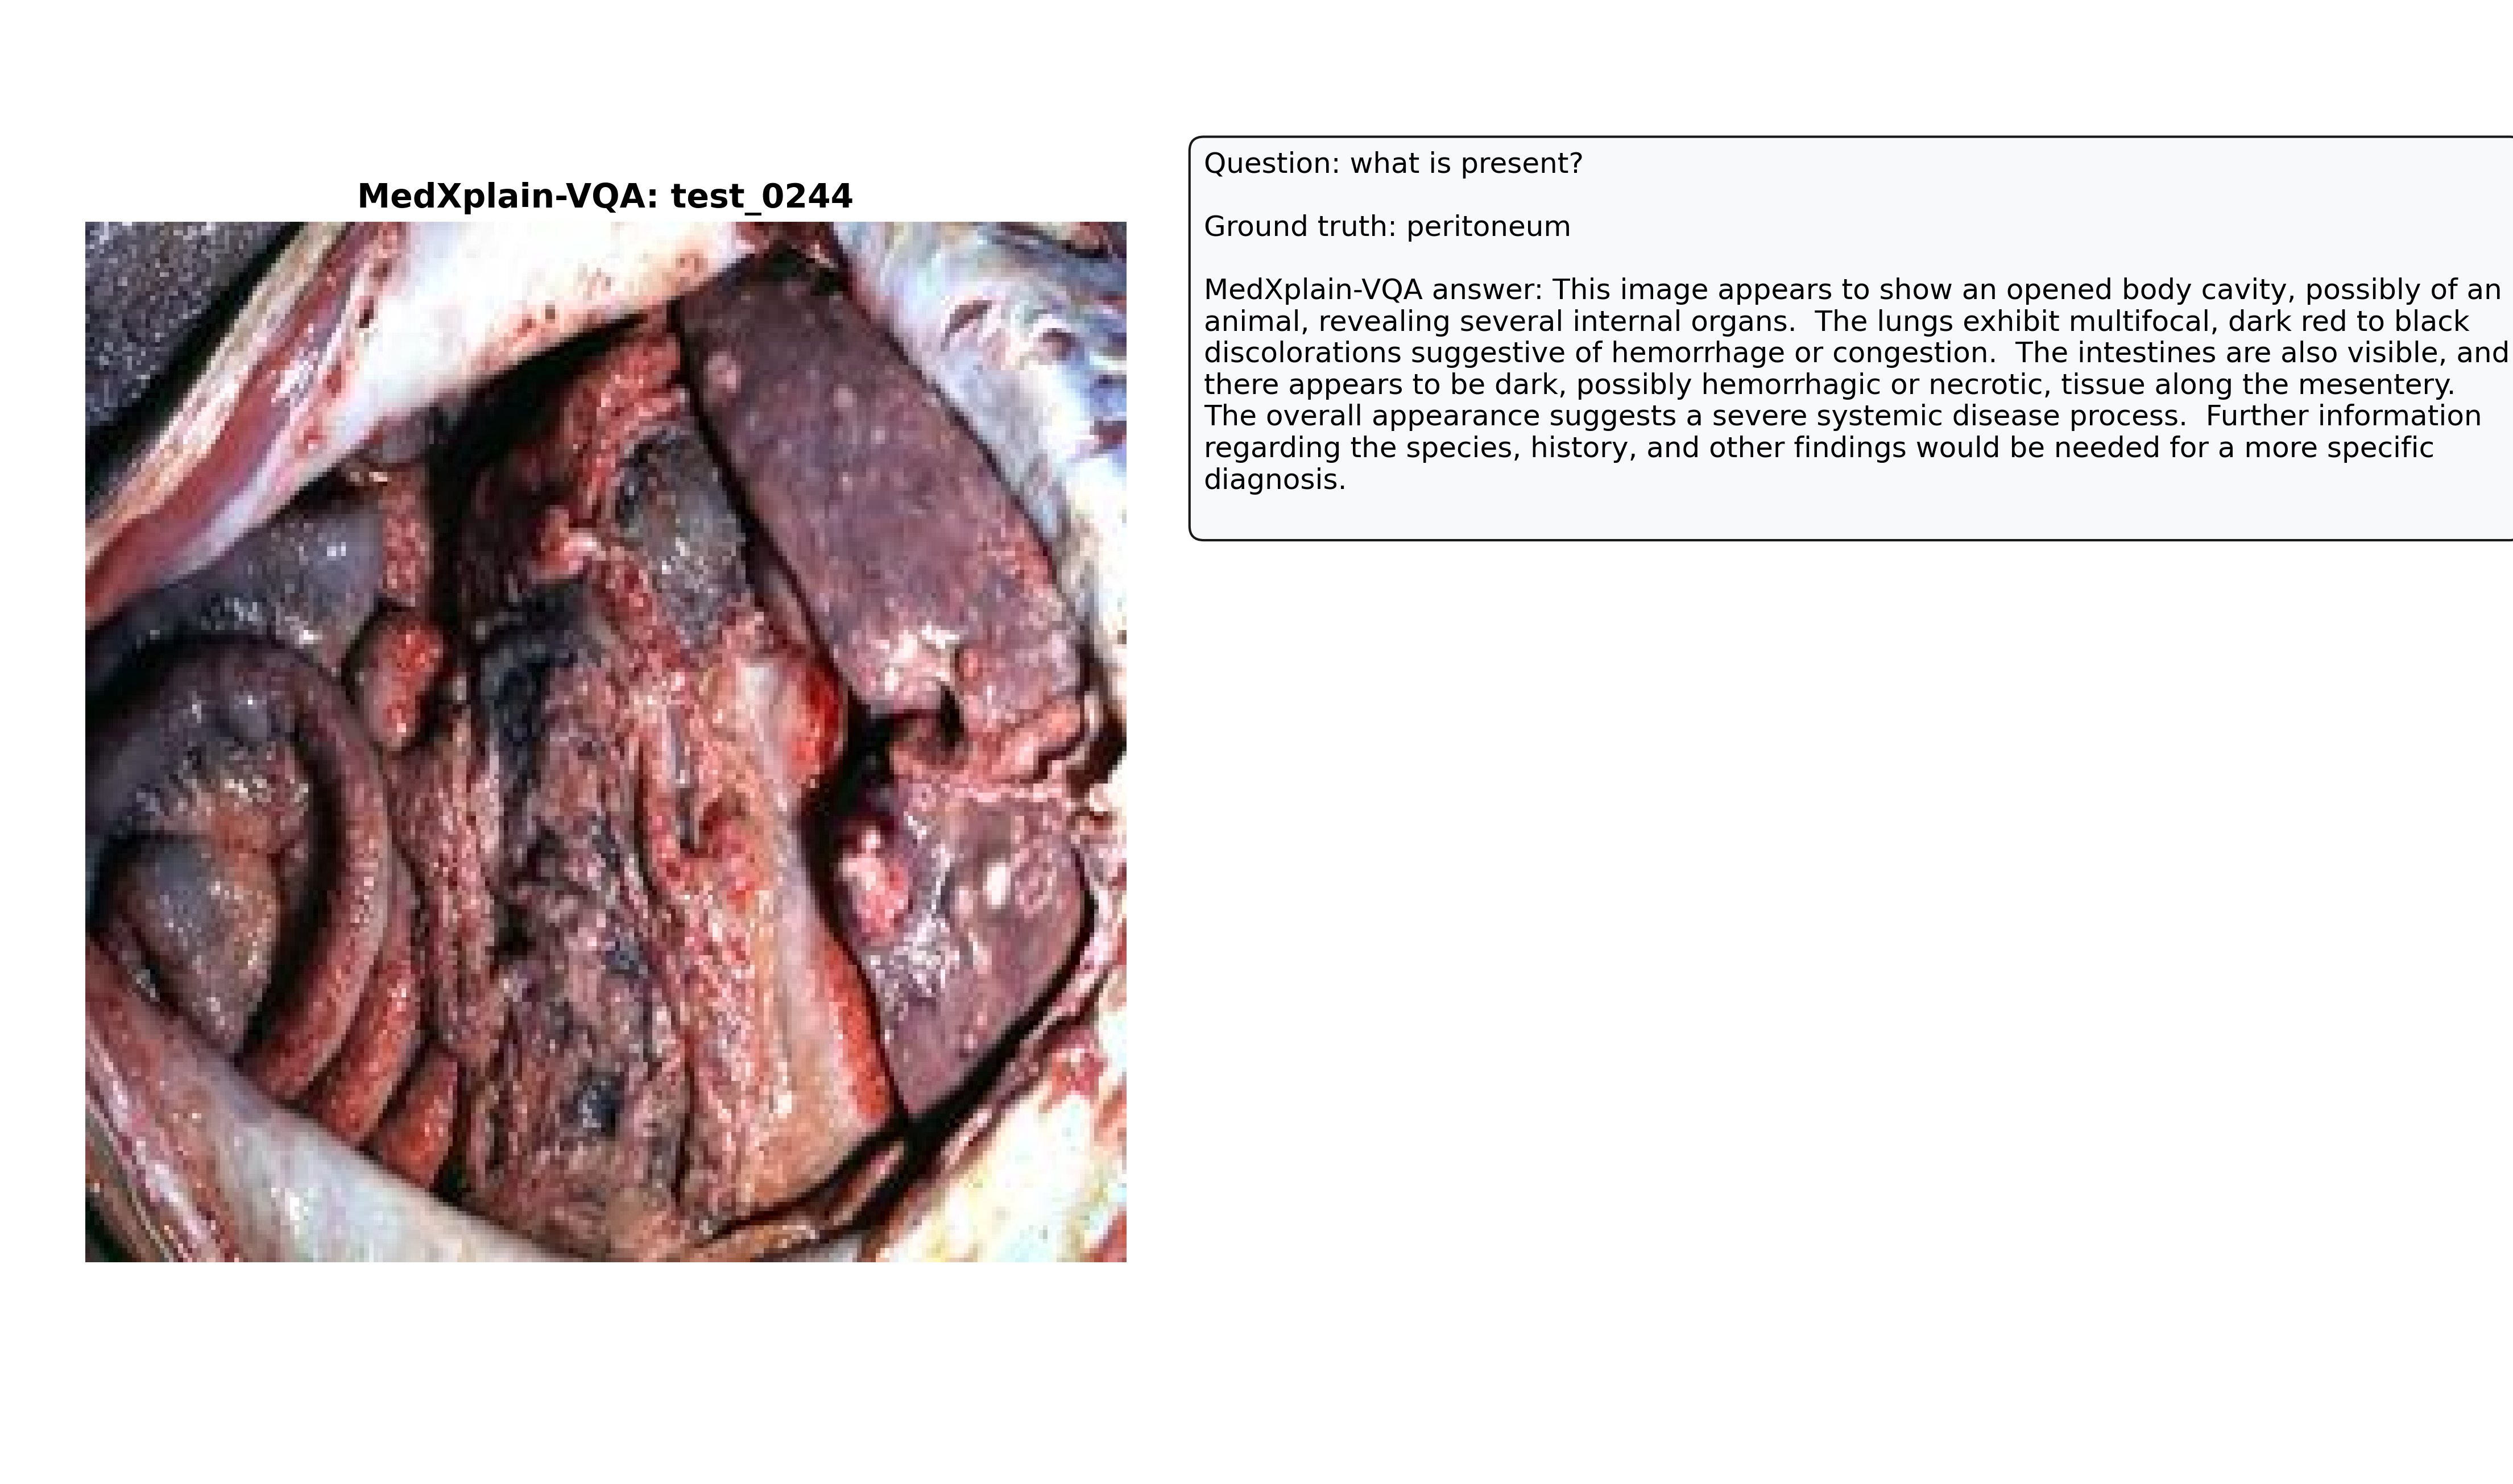 MedXplain-VQA: test_0244
Question: what is present?
Ground truth: peritoneum
MedXplain-VQA answer: This image appears to show an opened body cavity, possibly of an
animal, revealing several internal organs.  The lungs exhibit multifocal, dark red to black
discolorations suggestive of hemorrhage or congestion.  The intestines are also visible, and
there appears to be dark, possibly hemorrhagic or necrotic, tissue along the mesentery.
The overall appearance suggests a severe systemic disease process.  Further information
regarding the species, history, and other findings would be needed for a more specific
diagnosis.